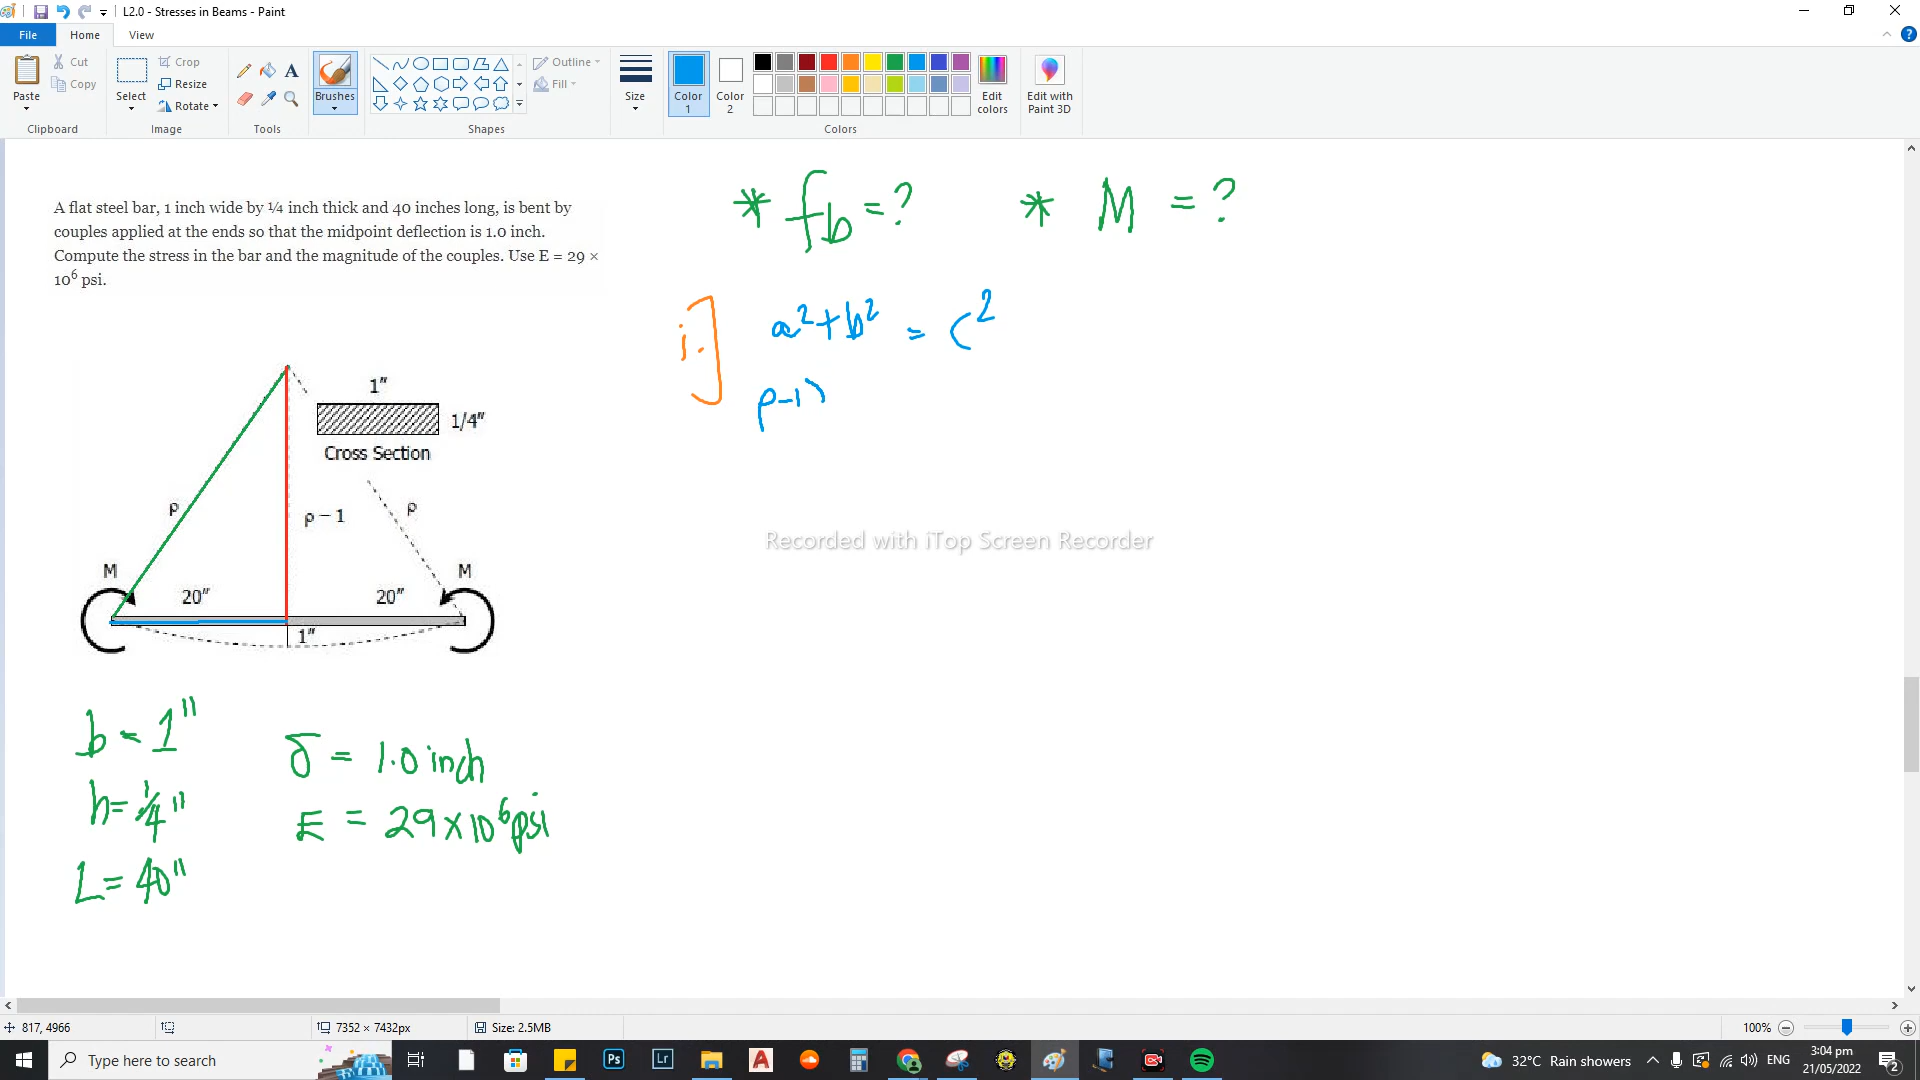 L2.0 - Stresses in Beams - Paint
File Home View
Paste Cut Copy Clipboard
Select Crop Resize Rotate Image
Tools
Brushes
Outline Fill Shapes
Size
Color 1 Color 2 Edit colors Colors
Edit with Paint 3D
A flat steel bar, 1 inch wide by ¼ inch thick and 40 inches long, is bent by
couples applied at the ends so that the midpoint deflection is 1.0 inch.
Compute the stress in the bar and the magnitude of the couples. Use E = 29 ×
10⁶ psi.
* fb = ? * M = ?
i.] a² + b² = c²
ρ-1)
1"
1/4"
Cross Section
ρ ρ − 1 ρ
M M
20" 20"
1"
Recorded with iTop Screen Recorder
b = 1"
h = ¼"
L = 40"
δ = 1.0 inch
E = 29 x 10⁶ psi
817, 4966 7352 × 7432px Size: 2.5MB 100%
Type here to search
Ps Lr A
32°C Rain showers ENG 3:04 pm
21/05/2022 2